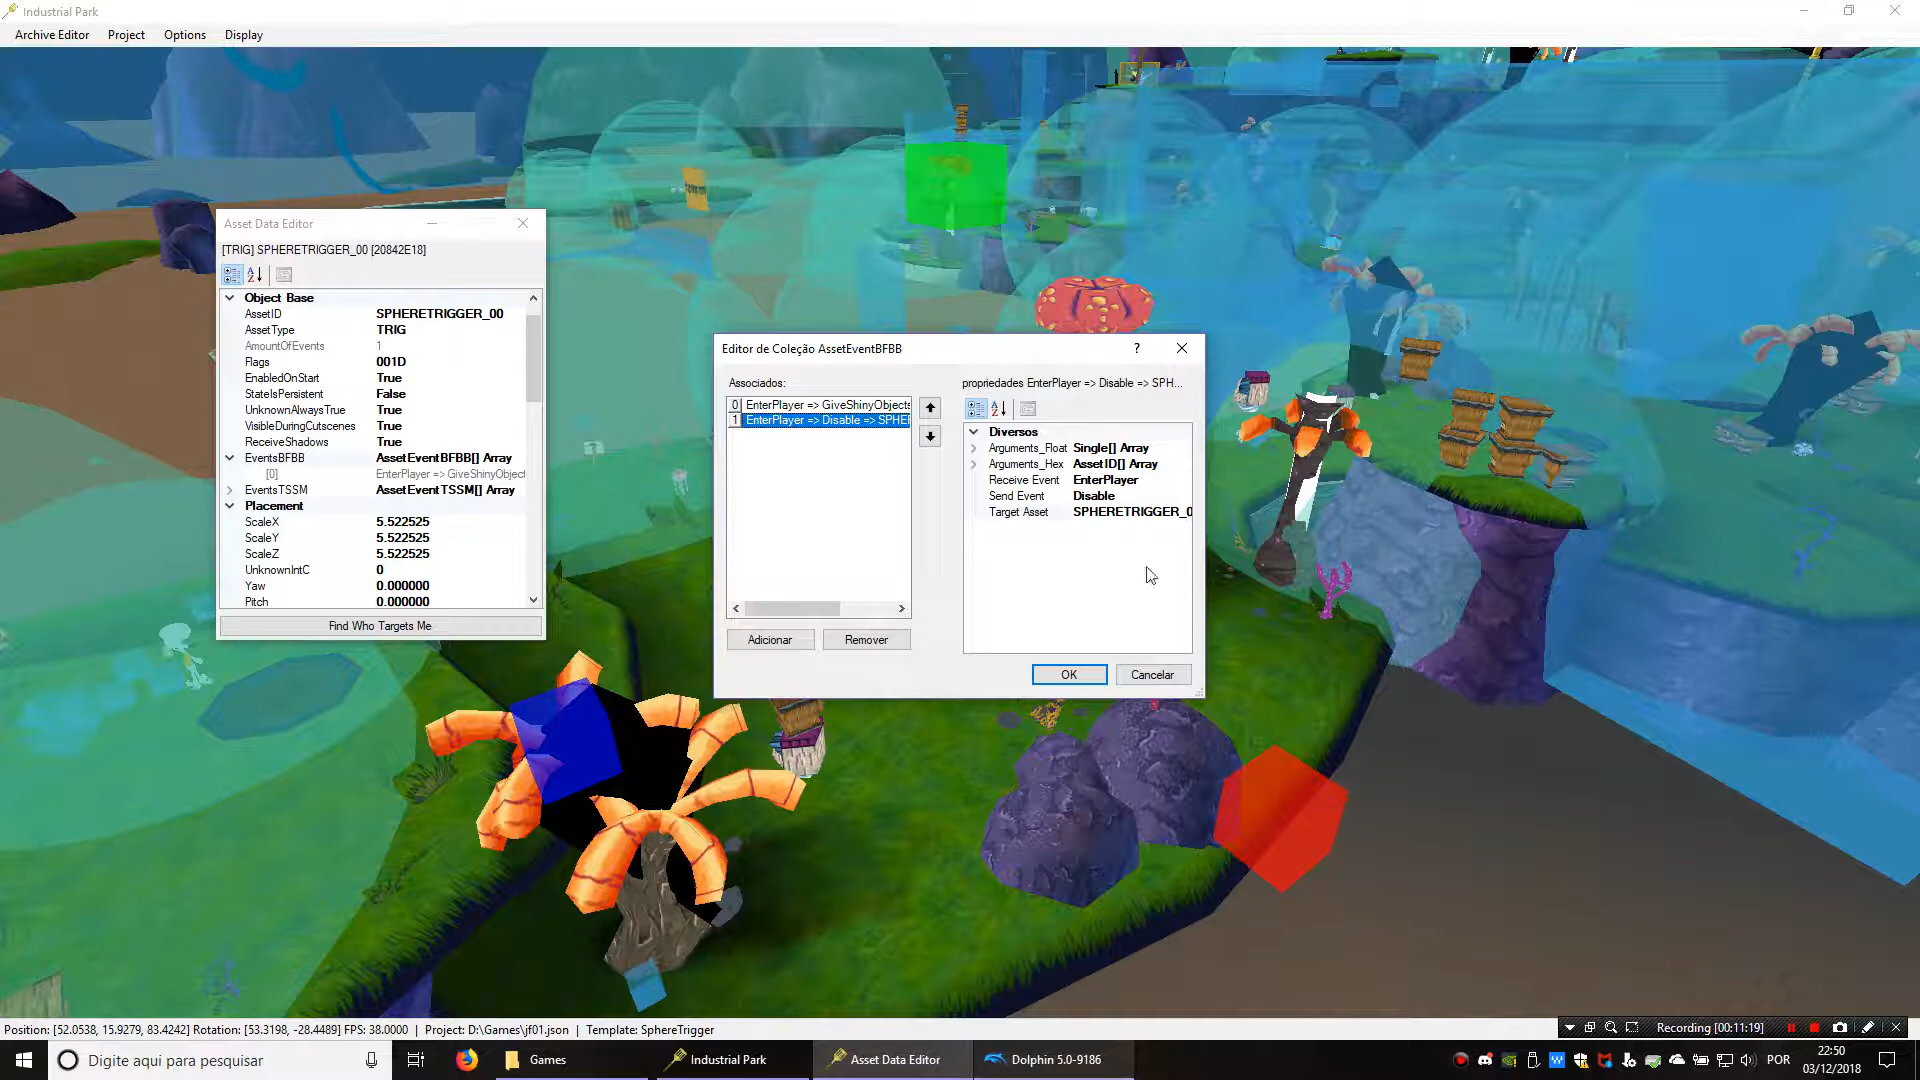 Industrial Park
Archive Editor Project Options Display
Asset Data Editor
[TRIG] SPHERETRIGGER_00 [20842E18]
Object Base
AssetID SPHERETRIGGER_00
AssetType TRIG
AmountOfEvents 1
Flags 001D
EnabledOnStart True
StateIsPersistent False
UnknownAlwaysTrue True
VisibleDuringCutscenes True
ReceiveShadows True
EventsBFBB AssetEventBFBB[] Array
[0] EnterPlayer => GiveShinyObject
EventsTSSM AssetEventTSSM[] Array
Placement
ScaleX 5.522525
ScaleY 5.522525
ScaleZ 5.522525
UnknownIntC 0
Yaw 0.000000
Pitch 0.000000
Find Who Targets Me
Editor de Coleção AssetEventBFBB
?
Associados:
0 EnterPlayer => GiveShinyObjects
1 EnterPlayer => Disable => SPHE
Adicionar Remover
propriedades EnterPlayer => Disable => SPH...
Diversos
Arguments_Float Single[] Array
Arguments_Hex AssetID[] Array
Receive Event EnterPlayer
Send Event Disable
Target Asset SPHERETRIGGER_0
OK Cancelar
Position: [52.0538, 15.9279, 83.4242] Rotation: [53.3198, -28.4489] FPS: 38.0000 | Project: D:\Games\jf01.json | Template: SphereTrigger
Recording [00:11:19]
Digite aqui para pesquisar
Games
Industrial Park
Asset Data Editor
Dolphin 5.0-9186
POR
22:50
03/12/2018